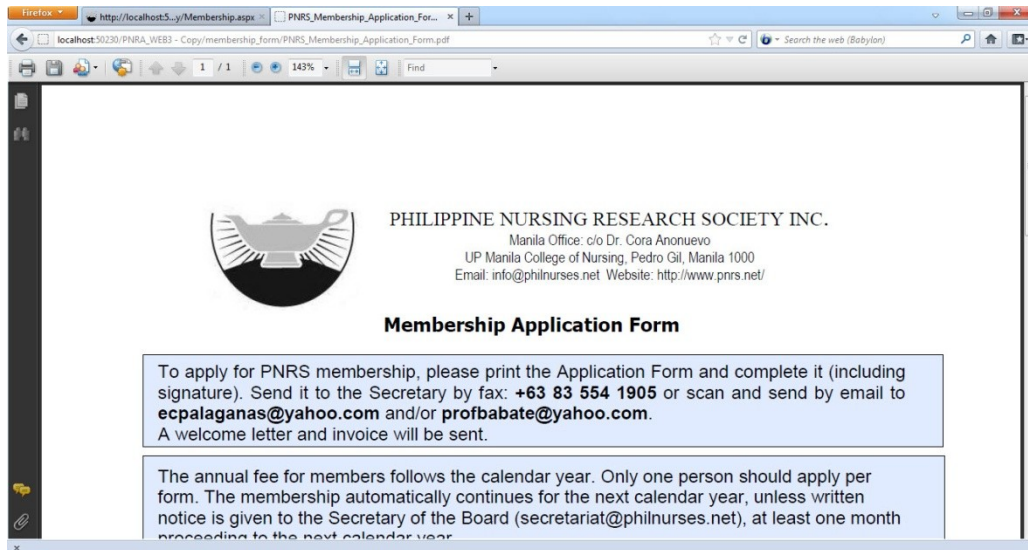 Firefox
http://localhost:5...y/Membership.aspx
PNRS_Membership_Application_For...
localhost:50230/PNRA_WEB3 - Copy/membership_form/PNRS_Membership_Application_Form.pdf
Search the web (Babylon)
1 / 1
143%
Find
PHILIPPINE NURSING RESEARCH SOCIETY INC.
Manila Office: c/o Dr. Cora Anonuevo
UP Manila College of Nursing, Pedro Gil, Manila 1000
Email: info@philnurses.net Website: http://www.pnrs.net/
Membership Application Form
To apply for PNRS membership, please print the Application Form and complete it (including
signature). Send it to the Secretary by fax: +63 83 554 1905 or scan and send by email to
ecpalaganas@yahoo.com and/or profbabate@yahoo.com.
A welcome letter and invoice will be sent.
The annual fee for members follows the calendar year. Only one person should apply per
form. The membership automatically continues for the next calendar year, unless written
notice is given to the Secretary of the Board (secretariat@philnurses.net), at least one month
proceeding to the next calendar year